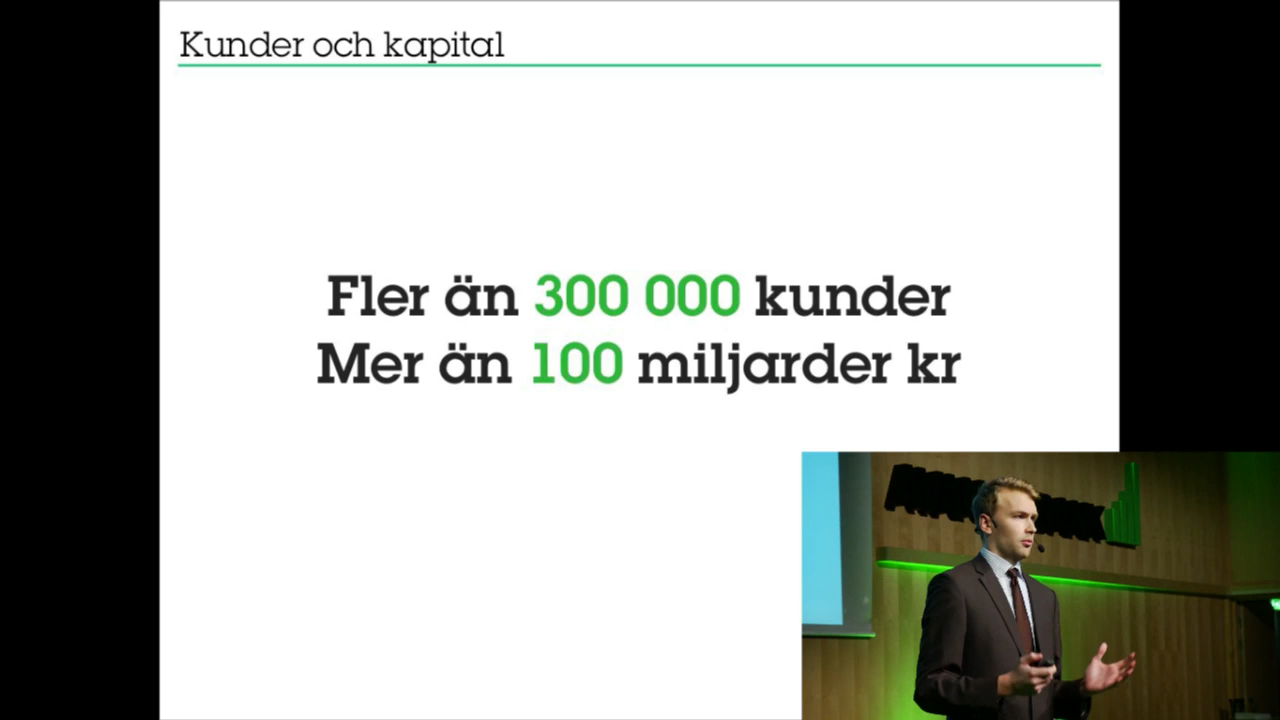 Kunder och kapital
Fler än 300 000 kunder
Mer än 100 miljarder kr